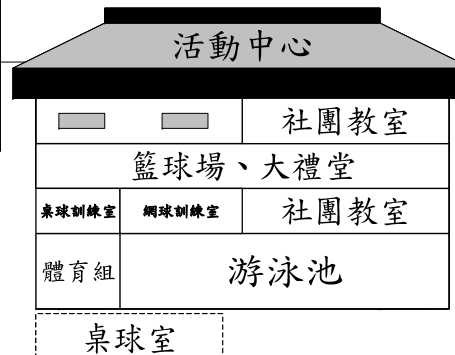 活動中心
社團教室
籃球場、大禮堂
桌球訓練室 網球訓練室 社團教室
體育組 游泳池
桌球室